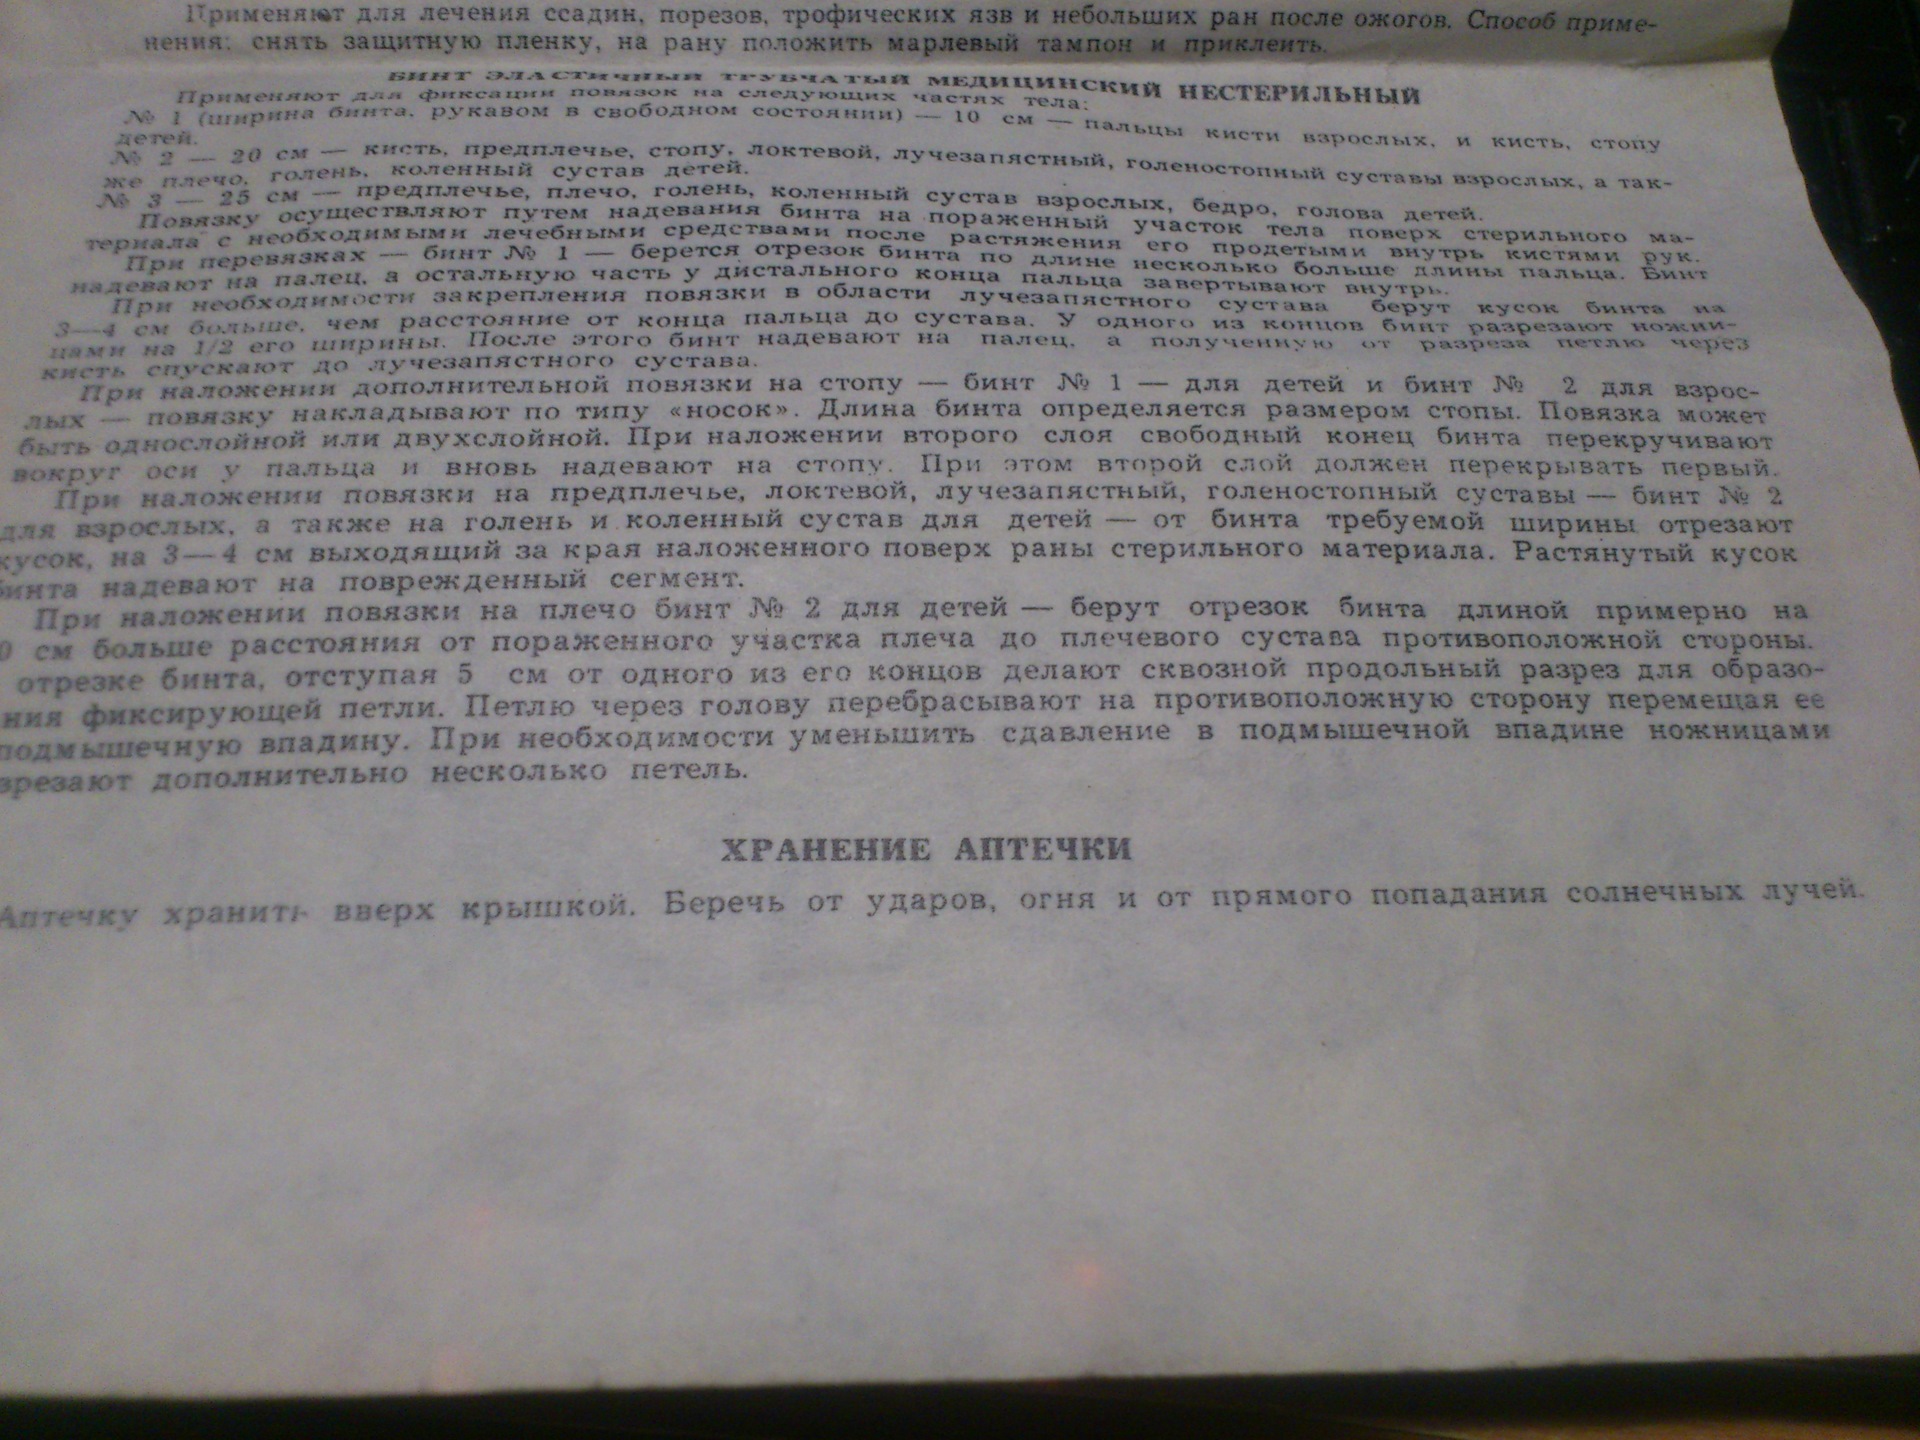 Применяют для лечения ссадин, порезов, трофических язв и небольших ран после ожогов. Способ приме-
нения: снять защитную пленку, на рану положить марлевый тампон и приклеить.
БИНТ ЭЛАСТИЧНЫЙ ТРУБЧАТЫЙ МЕДИЦИНСКИЙ НЕСТЕРИЛЬНЫЙ
Применяют для фиксации повязок на следующих частях тела:
№ 1 (ширина бинта, рукавом в свободном состоянии) — 10 см — пальцы кисти взрослых, и кисть, стопу
детей.
№ 2 — 20 см — кисть, предплечье, стопу, локтевой, лучезапястный, голеностопный суставы взрослых, а так-
же плечо, голень, коленный сустав детей.
№ 3 — 25 см — предплечье, плечо, голень, коленный сустав взрослых, бедро, голова детей.
Повязку осуществляют путем надевания бинта на пораженный участок тела поверх стерильного ма-
териала с необходимыми лечебными средствами после растяжения его продетыми внутрь кистями рук.
При перевязках — бинт № 1 — берется отрезок бинта по длине несколько больше длины пальца. Бинт
надевают на палец, а остальную часть у дистального конца пальца завертывают внутрь.
При необходимости закрепления повязки в области лучезапястного сустава берут кусок бинта на
3—4 см больше, чем расстояние от конца пальца до сустава. У одного из концов бинт разрезают ножни-
цами на 1/2 его ширины. После этого бинт надевают на палец, а полученную от разреза петлю через
кисть спускают до лучезапястного сустава.
При наложении дополнительной повязки на стопу — бинт № 1 — для детей и бинт № 2 для взрос-
лых — повязку накладывают по типу «носок». Длина бинта определяется размером стопы. Повязка может
быть однослойной или двухслойной. При наложении второго слоя свободный конец бинта перекручивают
вокруг оси у пальца и вновь надевают на стопу. При этом второй слой должен перекрывать первый.
При наложении повязки на предплечье, локтевой, лучезапястный, голеностопный суставы — бинт № 2
для взрослых, а также на голень и коленный сустав для детей — от бинта требуемой ширины отрезают
кусок, на 3—4 см выходящий за края наложенного поверх раны стерильного материала. Растянутый кусок
бинта надевают на поврежденный сегмент.
При наложении повязки на плечо бинт № 2 для детей — берут отрезок бинта длиной примерно на
0 см больше расстояния от пораженного участка плеча до плечевого сустава противоположной стороны.
отрезке бинта, отступая 5 см от одного из его концов делают сквозной продольный разрез для образо-
ния фиксирующей петли. Петлю через голову перебрасывают на противоположную сторону перемещая ее
подмышечную впадину. При необходимости уменьшить сдавление в подмышечной впадине ножницами
зрезают дополнительно несколько петель.
ХРАНЕНИЕ АПТЕЧКИ
Аптечку хранить вверх крышкой. Беречь от ударов, огня и от прямого попадания солнечных лучей.